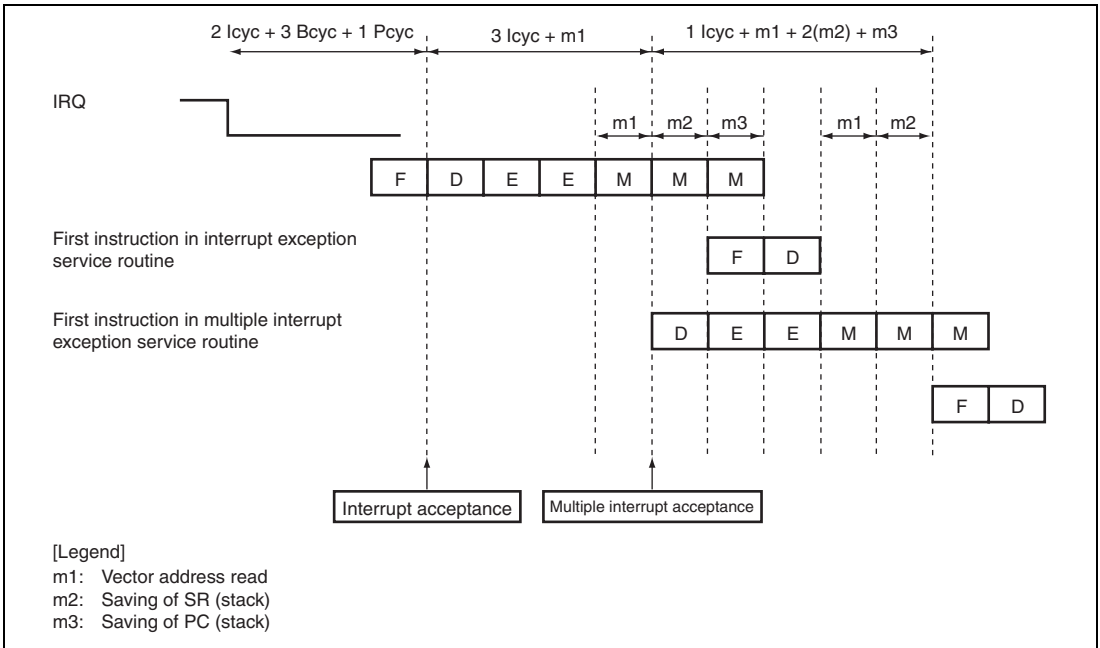 2 Icyc + 3 Bcyc + 1 Pcyc
3 Icyc + m1
1 Icyc + m1 + 2(m2) + m3
IRQ
m1
m2
m3
m1
m2
F D E E M M M
First instruction in interrupt exception
service routine
F D
First instruction in multiple interrupt
exception service routine
D E E M M M
F D
Interrupt acceptance
Multiple interrupt acceptance
[Legend]
m1: Vector address read
m2: Saving of SR (stack)
m3: Saving of PC (stack)